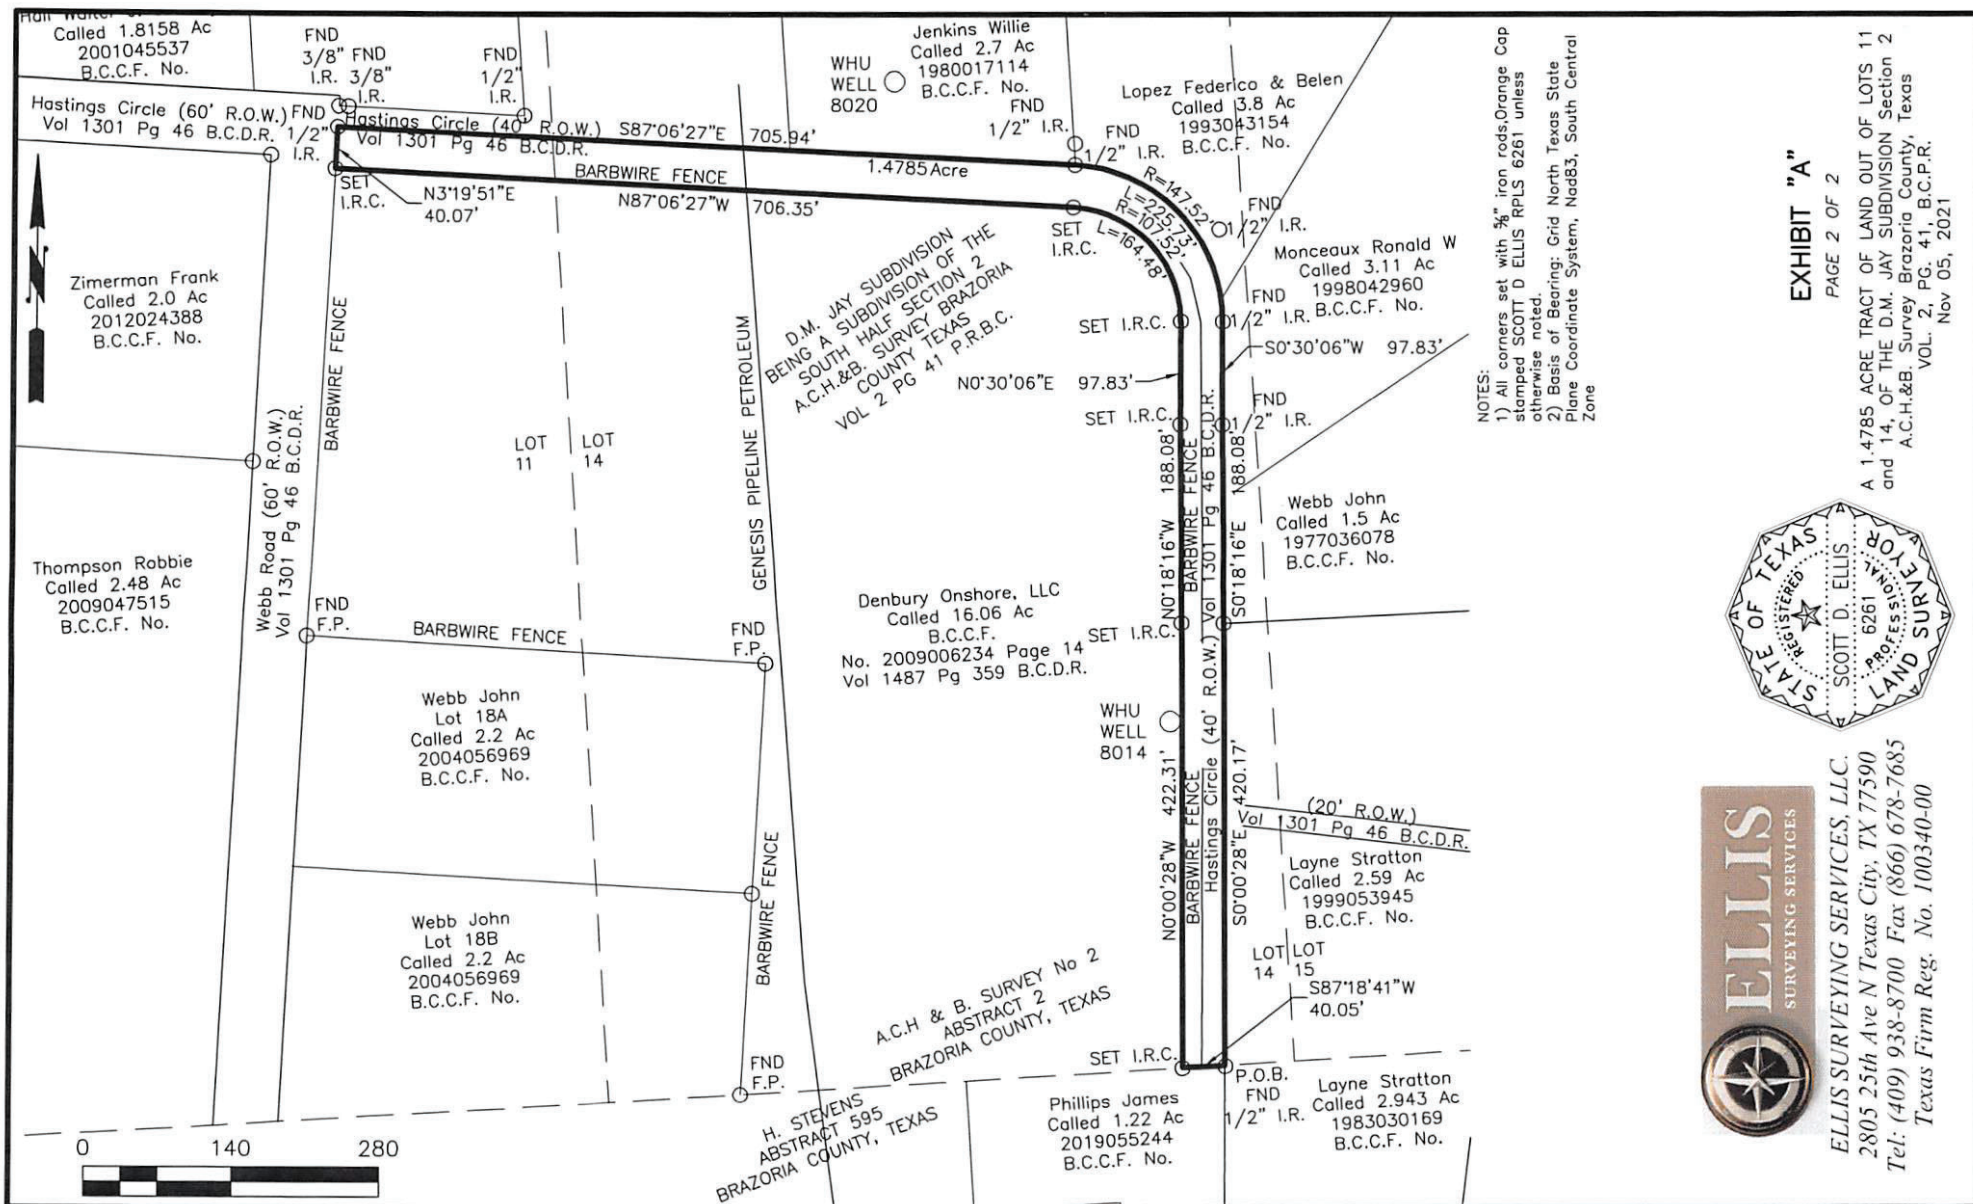 Called 1.8158 Ac
2001045537
B.C.C.F. No.
FND
3/8"
I.R.
FND
3/8"
I.R.
FND
1/2"
I.R.
WHU
WELL
8020
Jenkins Willie
Called 2.7 Ac
1980017114
B.C.C.F. No.
FND
1/2" I.R.
Lopez Federico & Belen
Called 3.8 Ac
1993043154
B.C.C.F. No.
Hastings Circle (60' R.O.W.)
Vol 1301 Pg 46 B.C.D.R.
FND
1/2"
I.R.
Hastings Circle (40' R.O.W.) S87°06'27"E 705.94'
Vol 1301 Pg 46 B.C.D.R.
BARBWIRE FENCE
1.4785Acre
SET
I.R.C.
N3°19'51"E
40.07'
N87°06'27"W 706.35'
FND
1/2" I.R.
R=147.52'
L=225.73'
R=107.52'
L=164.48'
SET
I.R.C.
FND
1/2" I.R.
Monceaux Ronald W
Called 3.11 Ac
1998042960
B.C.C.F. No.
N
Zimerman Frank
Called 2.0 Ac
2012024388
B.C.C.F. No.
BARBWIRE FENCE
D.M. JAY SUBDIVISION
BEING A SUBDIVISION OF THE
SOUTH HALF SECTION 2
A.C.H.&B. SURVEY BRAZORIA
COUNTY TEXAS
VOL 2 PG 41 P.R.B.C.
SET I.R.C.
FND
1/2" I.R.
S0°30'06"W 97.83'
N0°30'06"E 97.83'
SET I.R.C.
FND
1/2" I.R.
GENESIS PIPELINE PETROLEUM
LOT
11
LOT
14
Webb Road (60' R.O.W.)
Vol 1301 Pg 46 B.C.D.R.
Thompson Robbie
Called 2.48 Ac
2009047515
B.C.C.F. No.
FND
F.P.
BARBWIRE FENCE
FND
F.P.
Denbury Onshore, LLC
Called 16.06 Ac
B.C.C.F.
No. 2009006234 Page 14
Vol 1487 Pg 359 B.C.D.R.
SET I.R.C.
N0°18'16"W 188.08'
BARBWIRE FENCE
Hastings Circle (40' R.O.W.) Vol 1301 Pg 46 B.C.D.R.
S0°18'16"E 188.08'
Webb John
Called 1.5 Ac
1977036078
B.C.C.F. No.
Webb John
Lot 18A
Called 2.2 Ac
2004056969
B.C.C.F. No.
WHU
WELL
8014
N0°00'28"W 422.31'
BARBWIRE FENCE
S0°00'28"E 420.17'
(20' R.O.W.)
Vol 1301 Pg 46 B.C.D.R.
Layne Stratton
Called 2.59 Ac
1999053945
B.C.C.F. No.
BARBWIRE FENCE
Webb John
Lot 18B
Called 2.2 Ac
2004056969
B.C.C.F. No.
LOT
14
LOT
15
S87°18'41"W
40.05'
A.C.H & B. SURVEY No 2
ABSTRACT 2
BRAZORIA COUNTY, TEXAS
SET I.R.C.
P.O.B.
FND
1/2" I.R.
FND
F.P.
H. STEVENS
ABSTRACT 595
BRAZORIA COUNTY, TEXAS
Phillips James
Called 1.22 Ac
2019055244
B.C.C.F. No.
Layne Stratton
Called 2.943 Ac
1983030169
B.C.C.F. No.
0 140 280
NOTES:
1) All corners set with 5/8" iron rods,Orange Cap
stamped SCOTT D ELLIS RPLS 6261 unless
otherwise noted.
2) Basis of Bearing: Grid North Texas State
Plane Coordinate System, Nad83, South Central
Zone
EXHIBIT "A"
PAGE 2 OF 2
A 1.4785 ACRE TRACT OF LAND OUT OF LOTS 11
and 14, OF THE D.M. JAY SUBDIVISION Section 2
A.C.H.&B. Survey Brazoria County, Texas
VOL. 2, PG. 41, B.C.P.R.
Nov 05, 2021
STATE OF TEXAS
REGISTERED
SCOTT D. ELLIS
6261
PROFESSIONAL
LAND SURVEYOR
ELLIS
SURVEYING SERVICES
ELLIS SURVEYING SERVICES, LLC.
2805 25th Ave N Texas City, TX 77590
Tel: (409) 938-8700 Fax (866) 678-7685
Texas Firm Reg. No. 100340-00